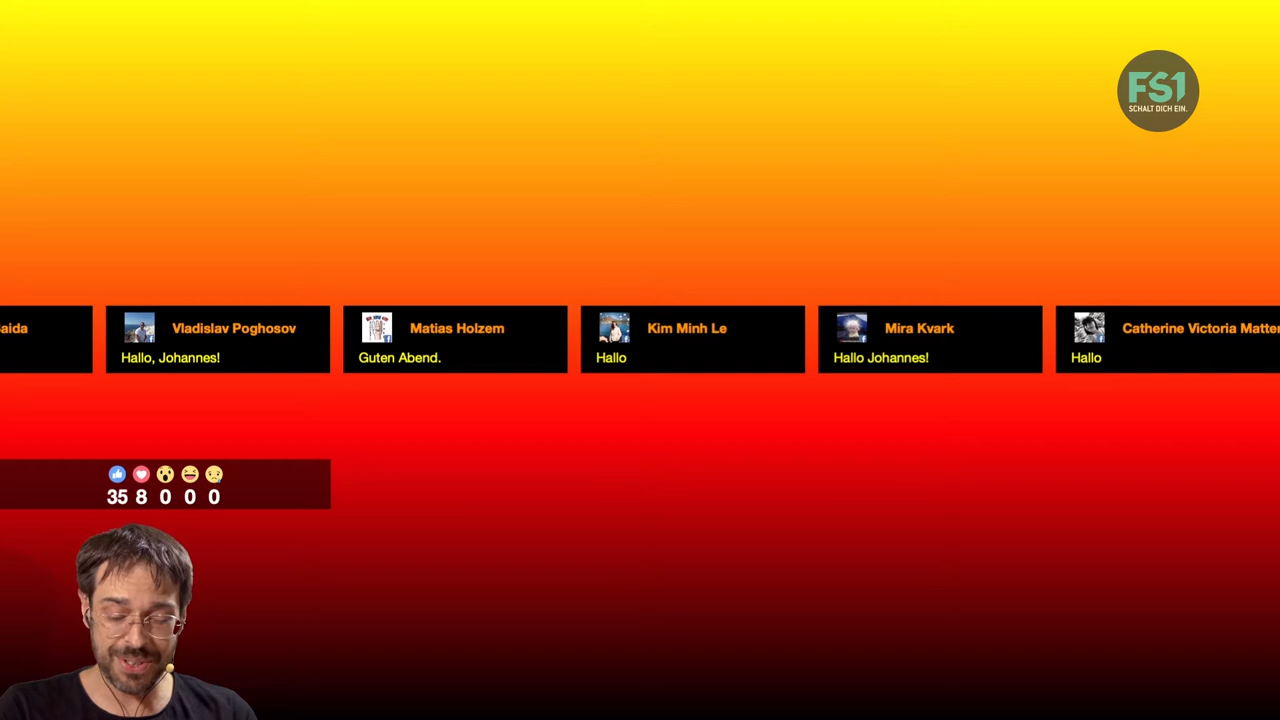 FS1
SCHALT DICH EIN.
aida
Vladislav Poghosov
Hallo, Johannes!
Matias Holzem
Guten Abend.
Kim Minh Le
Hallo
Mira Kvark
Hallo Johannes!
Catherine Victoria Matter
Hallo
35 8 0 0 0